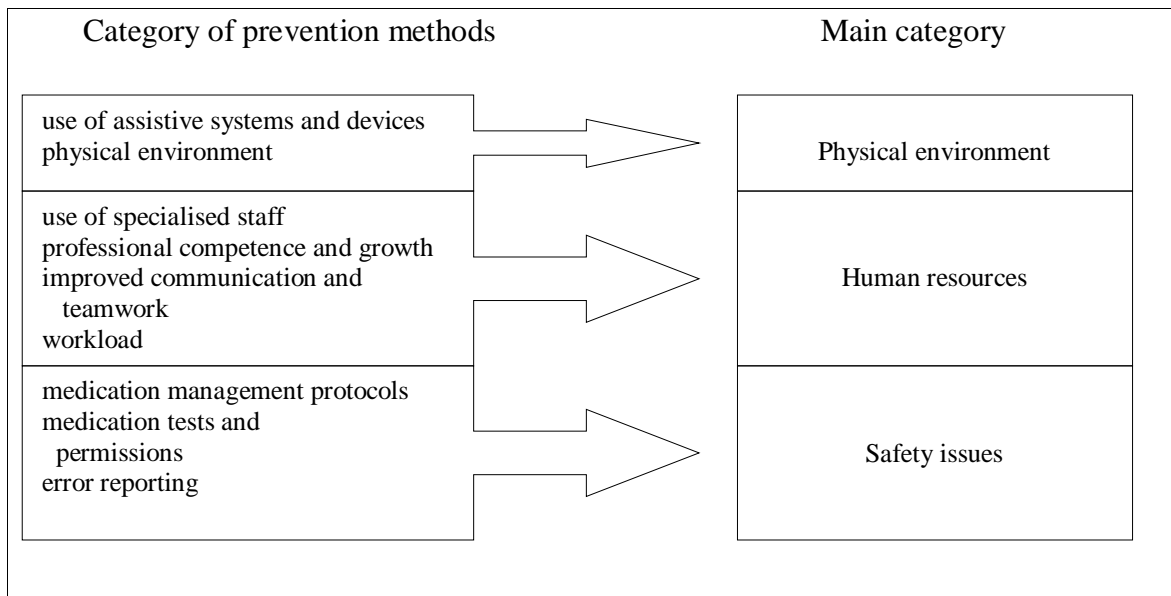 Category of prevention methods
Main category
use of assistive systems and devices
physical environment
Physical environment
use of specialised staff
professional competence and growth
improved communication and
teamwork
workload
Human resources
medication management protocols
medication tests and
permissions
error reporting
Safety issues